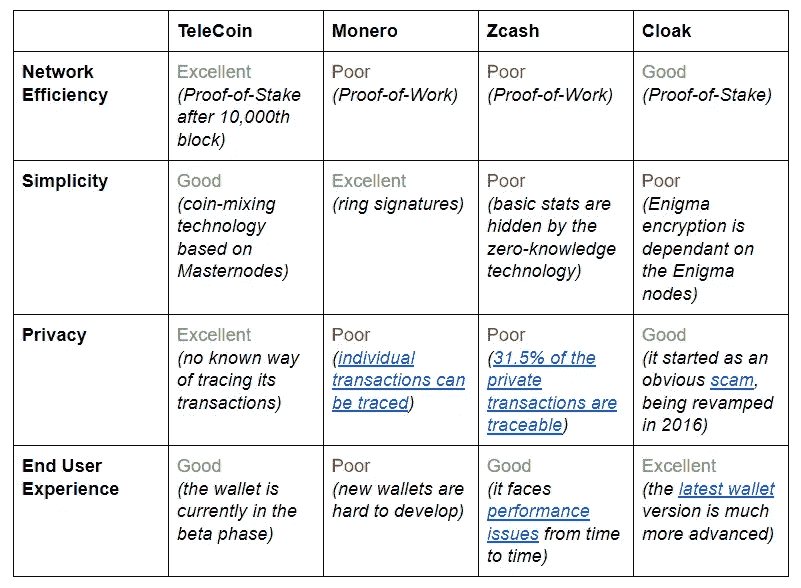 TeleCoin
Monero
Zcash
Cloak
Network
Efficiency
Excellent
(Proof-of-Stake
after 10,000th
block)
Poor
(Proof-of-Work)
Poor
(Proof-of-Work)
Good
(Proof-of-Stake)
Simplicity
Good
(coin-mixing
technology
based on
Masternodes)
Excellent
(ring signatures)
Poor
(basic stats are
hidden by the
zero-knowledge
technology)
Poor
(Enigma
encryption is
dependant on
the Enigma
nodes)
Privacy
Excellent
(no known way
of tracing its
transactions)
Poor
(individual
transactions can
be traced)
Poor
(31.5% of the
private
transactions are
traceable)
Good
(it started as an
obvious scam,
being revamped
in 2016)
End User
Experience
Good
(the wallet is
currently in the
beta phase)
Poor
(new wallets are
hard to develop)
Good
(it faces
performance
issues from time
to time)
Excellent
(the latest wallet
version is much
more advanced)